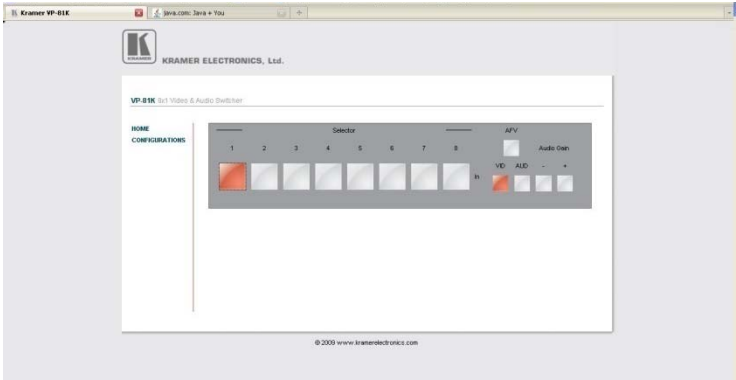 Kramer VP-81K
java.com: Java + You
K
KRAMER
KRAMER ELECTRONICS, Ltd.
VP-81K 8x1 Video & Audio Switcher
HOME
CONFIGURATIONS
Selector
AFV
1 2 3 4 5 6 7 8
Audio Gain
In
VID AUD - +
© 2009 www.kramerelectronics.com